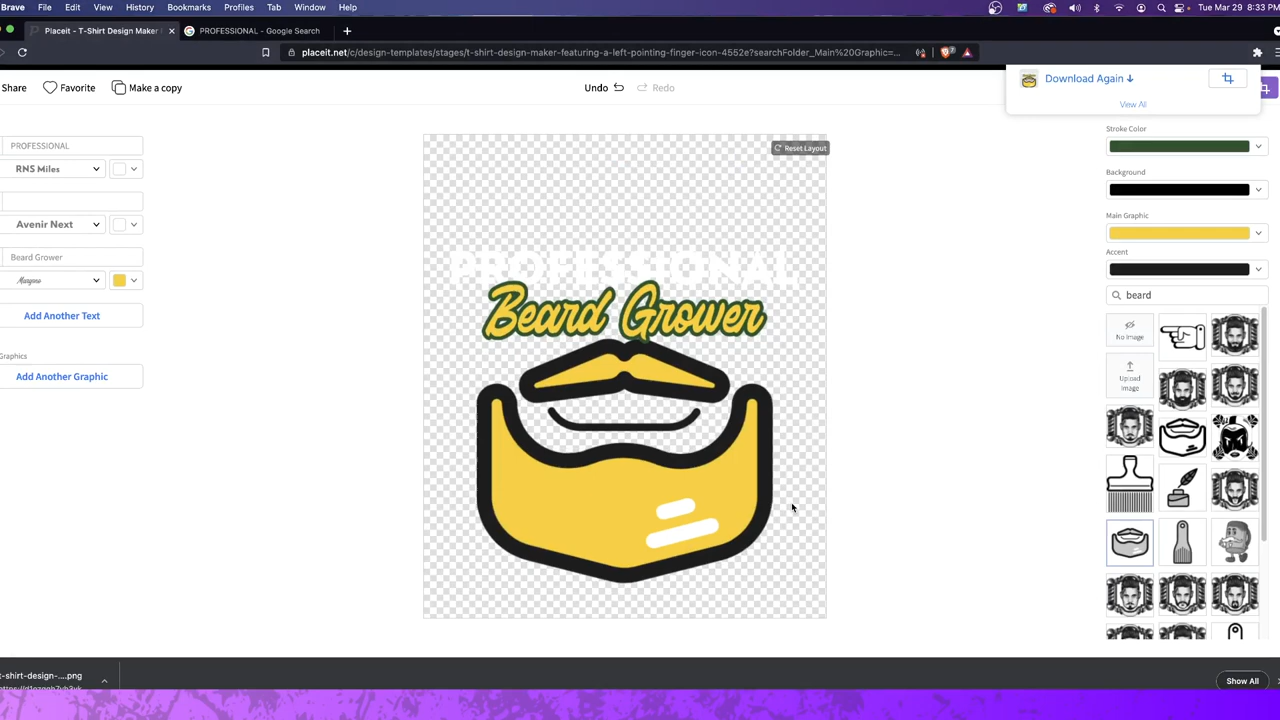 Brave File Edit View History Bookmarks Profiles Tab Window Help Tue Mar 29 8:33 PM
Placeit - T-Shirt Design Maker PROFESSIONAL - Google Search
placeit.net/c/design-templates/stages/t-shirt-design-maker-featuring-a-left-pointing-finger-icon-4552e?searchFolder_Main%20Graphic=...
Download Again
View All
Share Favorite Make a copy Undo Redo
Stroke Color
PROFESSIONAL
Reset Layout
RNS Miles
Background
Avenir Next
Main Graphic
Beard Grower
Accent
Margono
beard
Add Another Text
No Image
Upload Image
Graphics
Add Another Graphic
PROFESSIONAL
Beard Grower
-shirt-design-....png
Show All